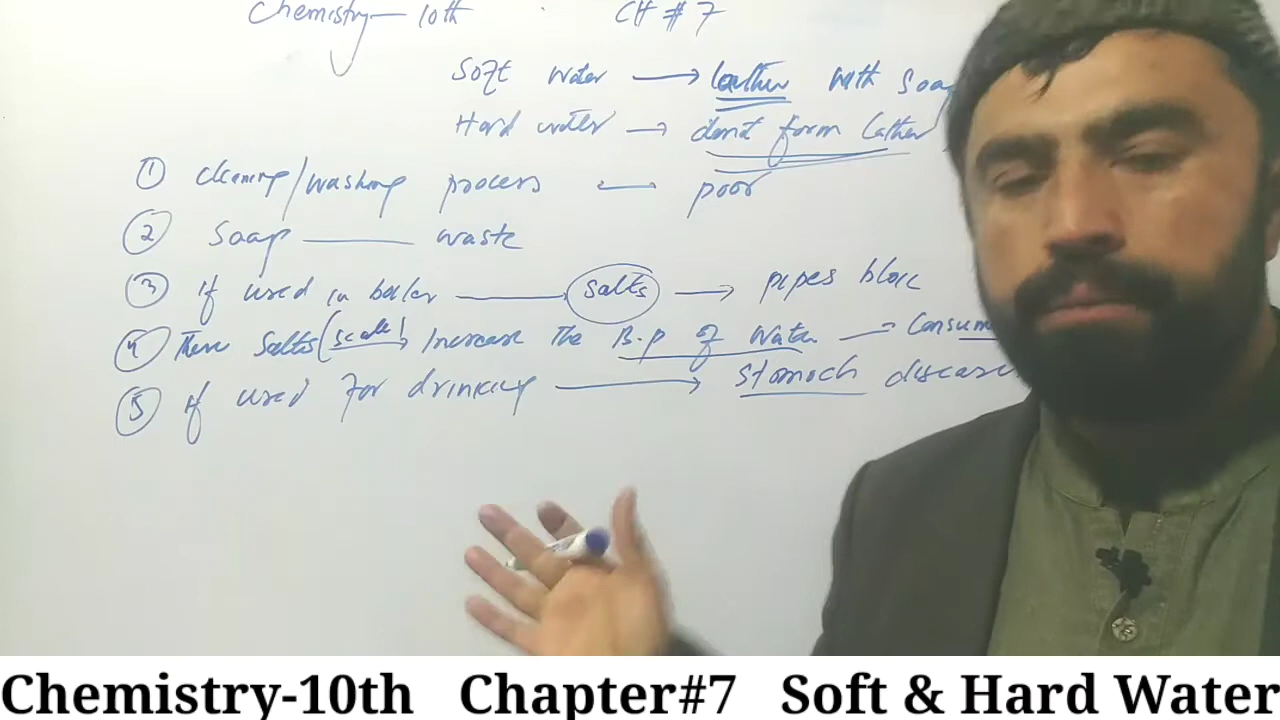 Chemistry- 10th CH # 7
Soft water → Lather with Soap
Hard water → dont form Lather
① cleaning/washing process — poor
② Soap — waste
③ If used in boiler — Salts → pipes block
④ These Salts (scale) Increase the B.P of Water → Consum
⑤ If used for drinking → Stomach disease
Chemistry-10th Chapter#7 Soft & Hard Water